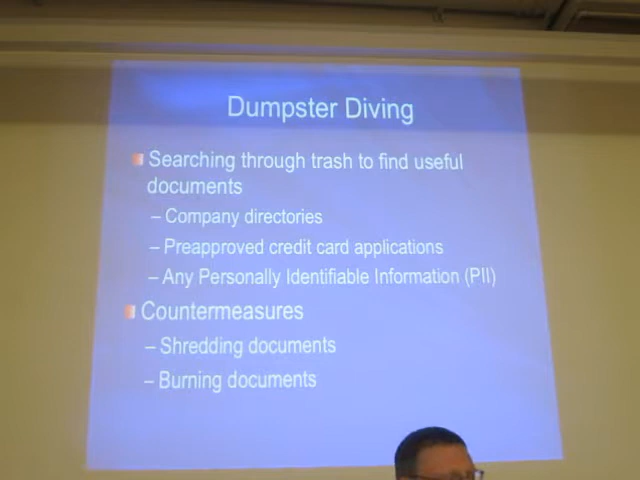 Dumpster Diving
Searching through trash to find useful
documents
– Company directories
– Preapproved credit card applications
– Any Personally Identifiable Information (PII)
Countermeasures
– Shredding documents
– Burning documents